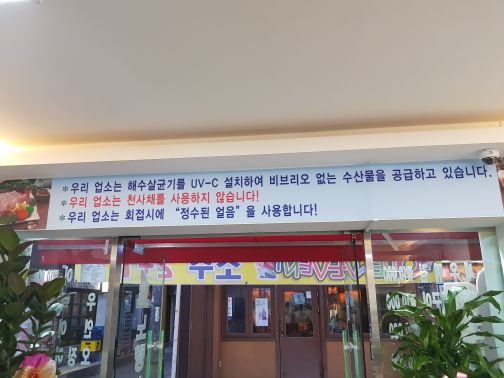 *우리 업소는 해수살균기를 UV-C 설치하여 비브리오 없는 수산물을 공급하고 있습니다.
*우리 업소는 천사채를 사용하지 않습니다!
*우리 업소는 회접시에 “정수된 얼음”을 사용합니다!